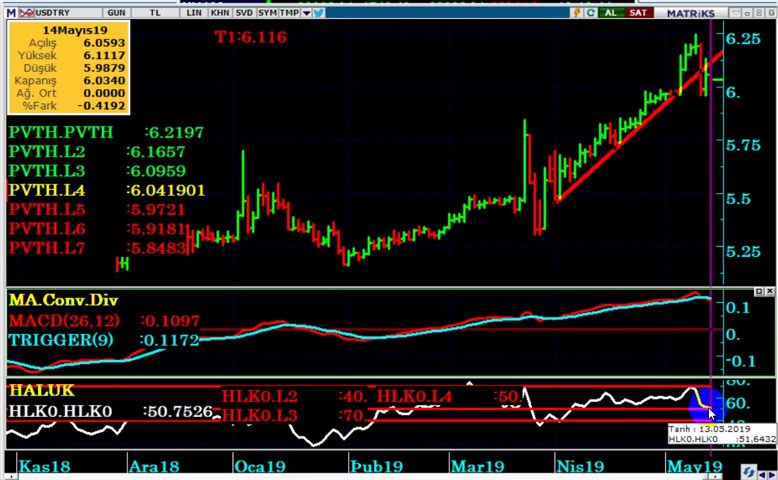 M USDTRY GUN TL LIN KHN SVD SYM TMP AL SAT MATRiKS
14Mayıs19
Açılış 6.0593
Yüksek 6.1117
Düşük 5.9879
Kapanış 6.0340
Ağ. Ort 0.0000
%Fark -0.4192
T1:6.116
PVTH.PVTH :6.2197
PVTH.L2 :6.1657
PVTH.L3 :6.0959
PVTH.L4 :6.041901
PVTH.L5 :5.9721
PVTH.L6 :5.9181
PVTH.L7 :5.8483
6.25
6.
5.75
5.5
5.25
MA.Conv.Div
MACD(26,12) :0.1097
TRIGGER(9) :0.1172
0.1
0.
-0.1
HALUK
HLK0.HLK0 :50.7526
HLK0.L2 :40. HLK0.L4 :50.
HLK0.L3 :70.
80.
60.
Tarih : 13.05.2019
HLK0.HLK0 :51.6432
Kas18 Ara18 Oca19 Pub19 Mar19 Nis19 May19